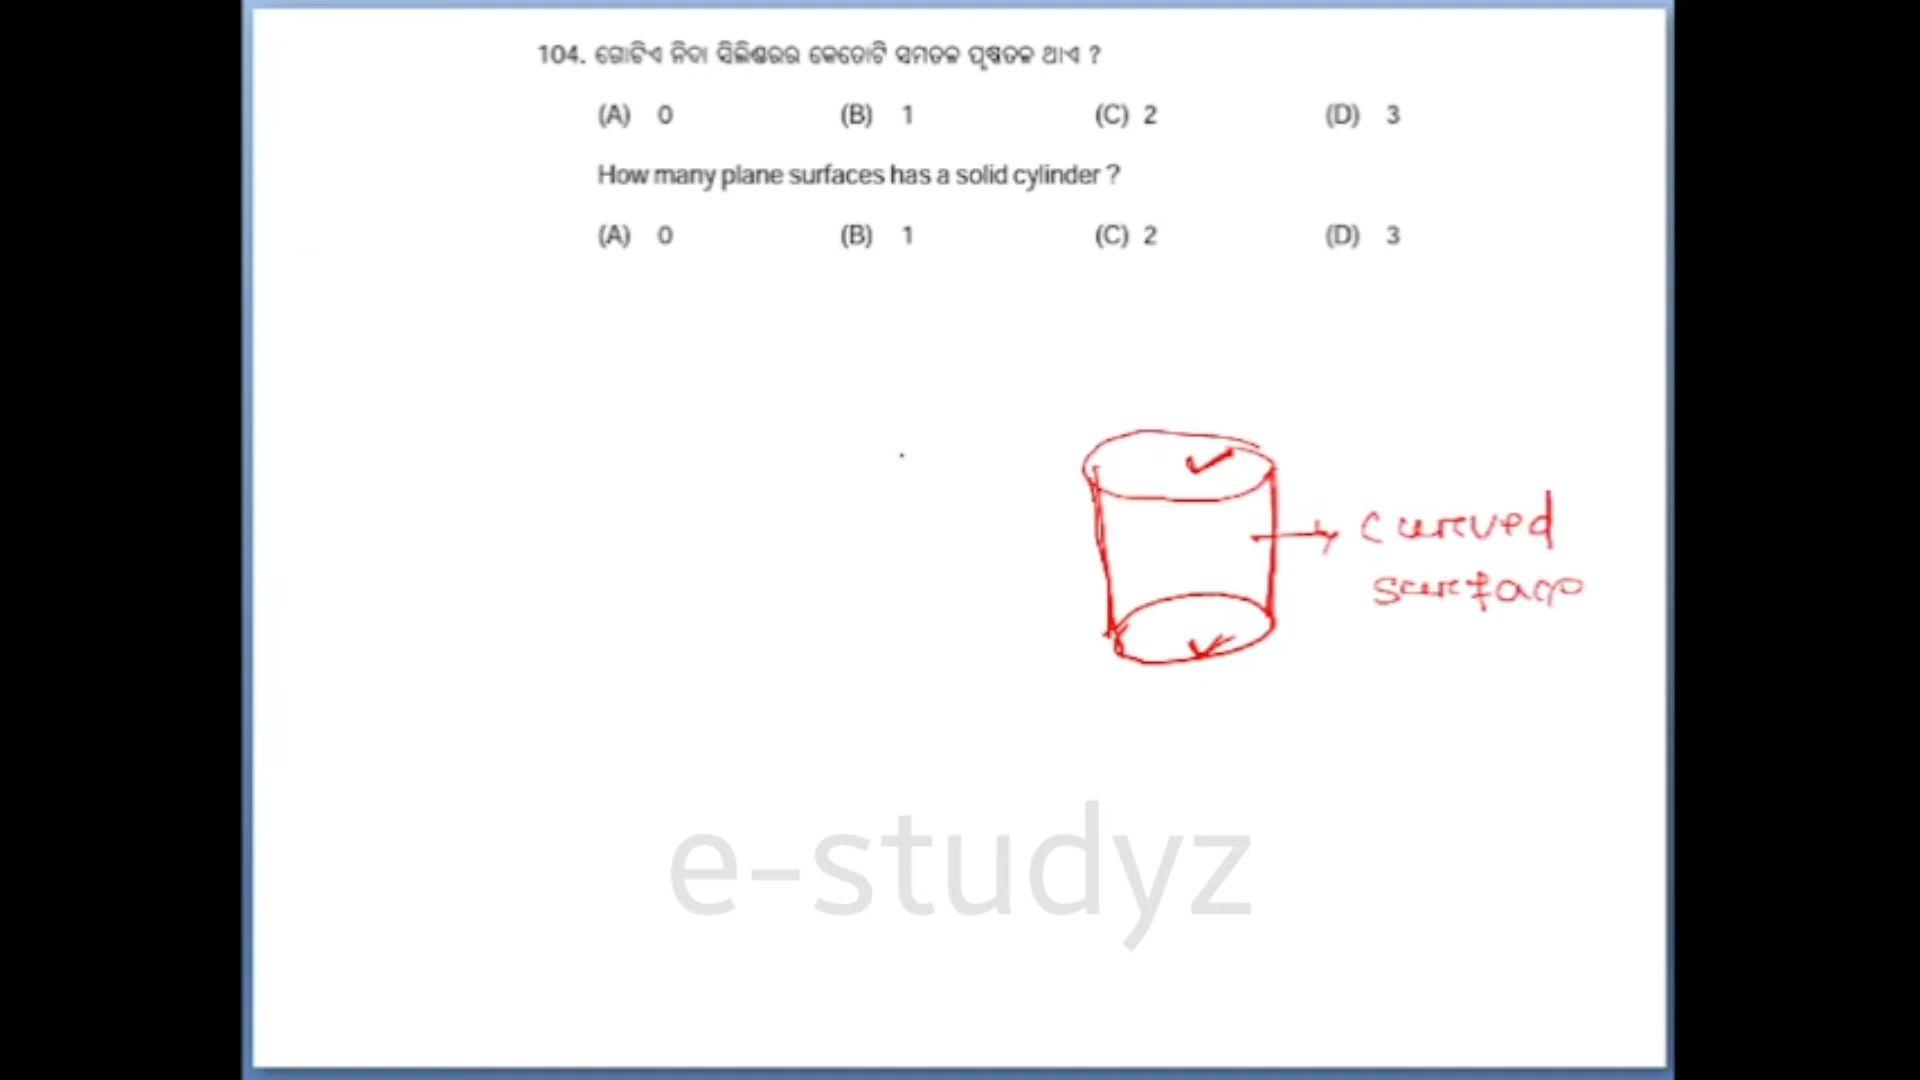 104. ଗୋଟିଏ ନିଦା ସିଲିଣ୍ଡରର କେତୋଟି ସମତଳ ପୃଷ୍ଠତଳ ଥାଏ ?
(A) 0 (B) 1 (C) 2 (D) 3
How many plane surfaces has a solid cylinder ?
(A) 0 (B) 1 (C) 2 (D) 3
curved
surface
e-studyz